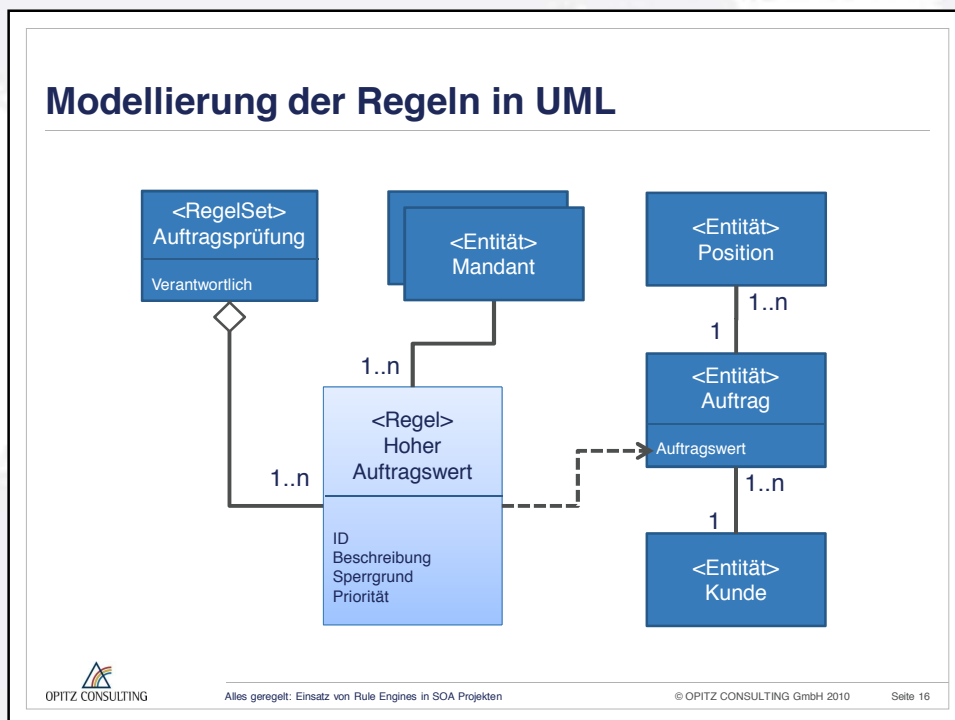 Modellierung der Regeln in UML
<RegelSet>
Auftragsprüfung
Verantwortlich
<Entität>
Mandant
<Entität>
Position
1..n
1
1..n
<Entität>
Auftrag
Auftragswert
<Regel>
Hoher
Auftragswert
1..n
1..n
1
ID
Beschreibung
Sperrgrund
Priorität
<Entität>
Kunde
OPITZ CONSULTING
Alles geregelt: Einsatz von Rule Engines in SOA Projekten
© OPITZ CONSULTING GmbH 2010
Seite 16